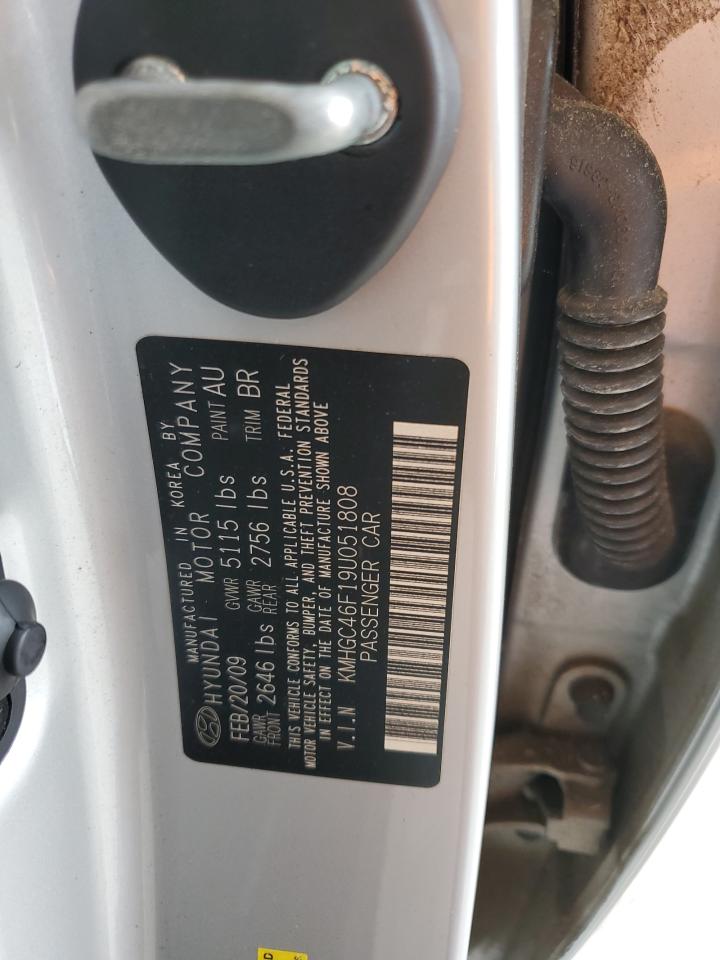 MANUFACTURED IN KOREA BY
HYUNDAI MOTOR COMPANY
FEB/20/09 GVWR 5115 lbs PAINT AU
GAWR FRONT 2646 lbs GAWR REAR 2756 lbs TRIM BR
THIS VEHICLE CONFORMS TO ALL APPLICABLE U.S.A. FEDERAL
MOTOR VEHICLE SAFETY, BUMPER, AND THEFT PREVENTION STANDARDS
IN EFFECT ON THE DATE OF MANUFACTURE SHOWN ABOVE
V.I.N KMHGC46F19U051808
PASSENGER CAR